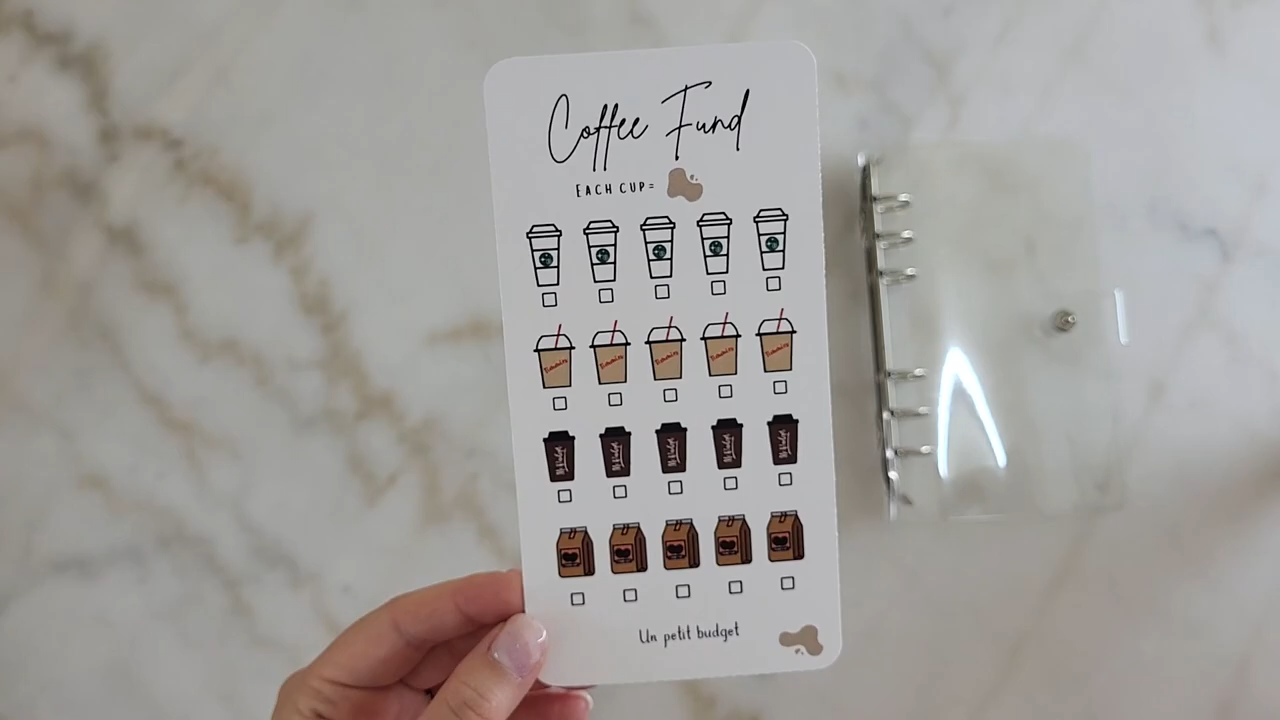 Coffee Fund
EACH CUP =
Un petit budget